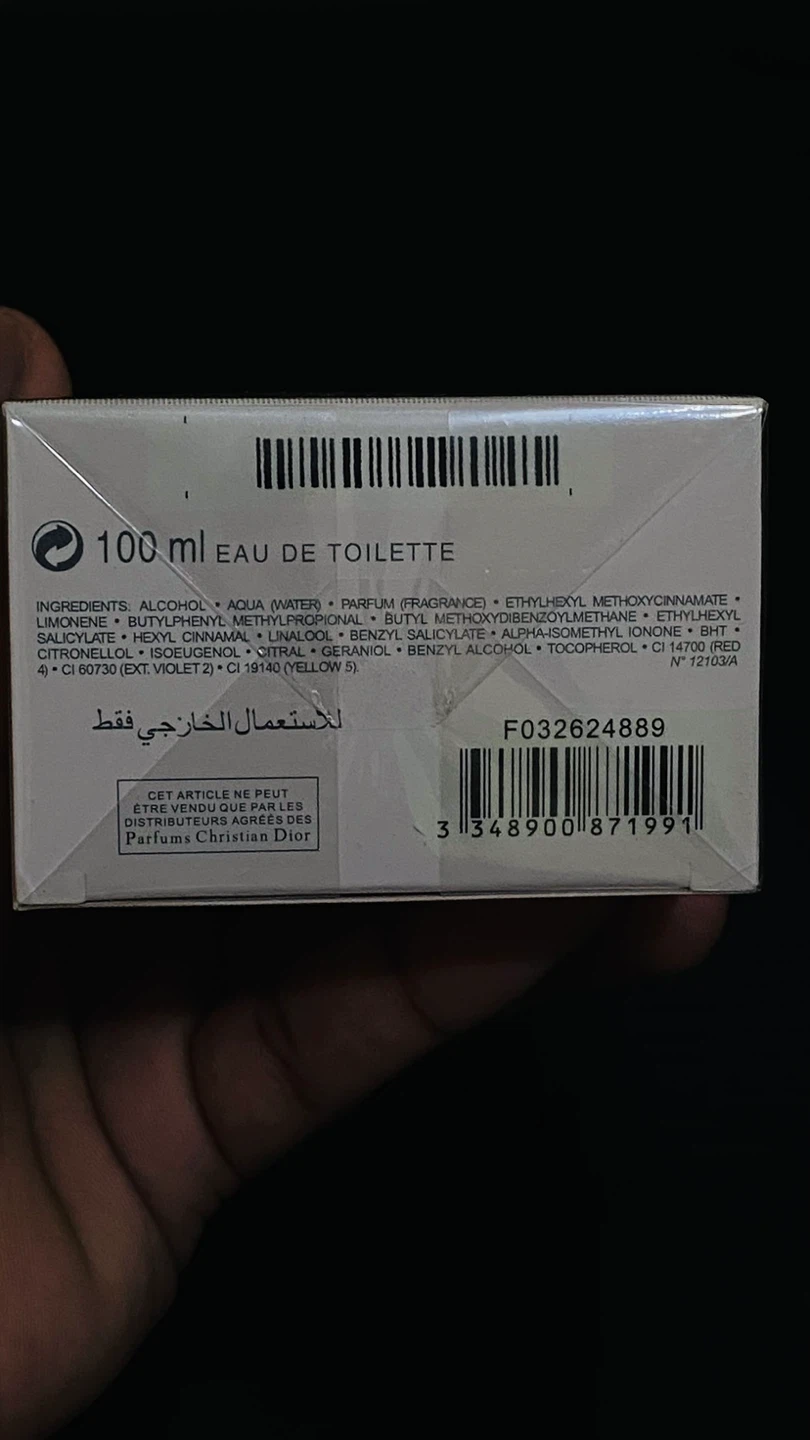 100 ml EAU DE TOILETTE
INGREDIENTS: ALCOHOL • AQUA (WATER) • PARFUM (FRAGRANCE) • ETHYLHEXYL METHOXYCINNAMATE •
LIMONENE • BUTYLPHENYL METHYLPROPIONAL • BUTYL METHOXYDIBENZOYLMETHANE • ETHYLHEXYL
SALICYLATE • HEXYL CINNAMAL • LINALOOL • BENZYL SALICYLATE • ALPHA-ISOMETHYL IONONE • BHT •
CITRONELLOL • ISOEUGENOL • CITRAL • GERANIOL • BENZYL ALCOHOL • TOCOPHEROL • CI 14700 (RED
4) • CI 60730 (EXT. VIOLET 2) • CI 19140 (YELLOW 5).
N° 12103/A
للاستعمال الخارجي فقط
CET ARTICLE NE PEUT
ÊTRE VENDU QUE PAR LES
DISTRIBUTEURS AGRÉÉS DES
Parfums Christian Dior
F032624889
3 348900 871991